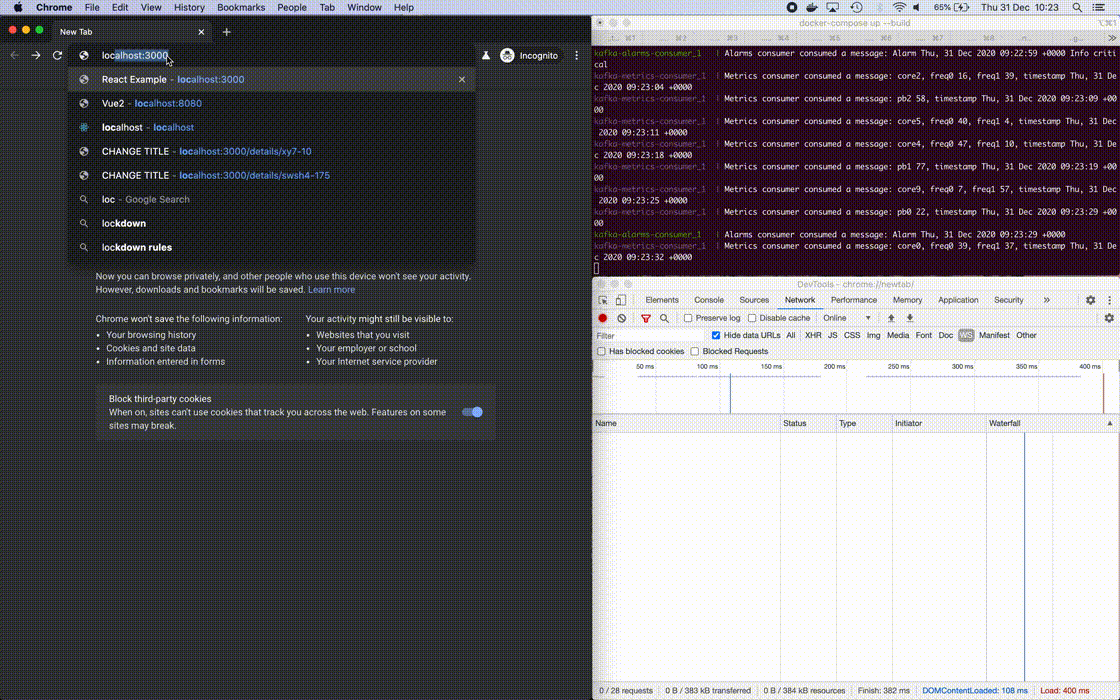 Chrome File Edit View History Bookmarks People Tab Window Help 65% Thu 31 Dec 10:23
New Tab
localhost:3000 Incognito
React Example - localhost:3000
Vue2 - localhost:8080
localhost - localhost
CHANGE TITLE - localhost:3000/details/xy7-10
CHANGE TITLE - localhost:3000/details/swsh4-175
loc - Google Search
lockdown
lockdown rules
Now you can browse privately, and other people who use this device won't see your activity.
However, downloads and bookmarks will be saved. Learn more
Chrome won't save the following information:
• Your browsing history
• Cookies and site data
• Information entered in forms
Your activity might still be visible to:
• Websites that you visit
• Your employer or school
• Your Internet service provider
Block third-party cookies
When on, sites can't use cookies that track you across the web. Features on some
sites may break.
docker-compose up --build ⌥⌘1
...t... ⌘1 ... ⌘2 ... ⌘3 ... ⌘4 ... ⌘5 ... ⌘6 ... ⌘7 ... ⌘8 ...g...
kafka-alarms-consumer_1 | Alarms consumer consumed a message: Alarm Thu, 31 Dec 2020 09:22:59 +0000 Info criti
cal
kafka-metrics-consumer_1 | Metrics consumer consumed a message: core2, freq0 16, freq1 39, timestamp Thu, 31 De
c 2020 09:23:04 +0000
kafka-metrics-consumer_1 | Metrics consumer consumed a message: pb2 58, timestamp Thu, 31 Dec 2020 09:23:09 +00
00
kafka-metrics-consumer_1 | Metrics consumer consumed a message: core5, freq0 40, freq1 4, timestamp Thu, 31 Dec
2020 09:23:11 +0000
kafka-metrics-consumer_1 | Metrics consumer consumed a message: core4, freq0 47, freq1 10, timestamp Thu, 31 De
c 2020 09:23:18 +0000
kafka-metrics-consumer_1 | Metrics consumer consumed a message: pb1 77, timestamp Thu, 31 Dec 2020 09:23:19 +00
00
kafka-metrics-consumer_1 | Metrics consumer consumed a message: core9, freq0 7, freq1 57, timestamp Thu, 31 Dec
2020 09:23:25 +0000
kafka-metrics-consumer_1 | Metrics consumer consumed a message: pb0 22, timestamp Thu, 31 Dec 2020 09:23:29 +00
00
kafka-alarms-consumer_1 | Alarms consumer consumed a message: Alarm Thu, 31 Dec 2020 09:23:29 +0000
kafka-metrics-consumer_1 | Metrics consumer consumed a message: core0, freq0 39, freq1 37, timestamp Thu, 31 De
c 2020 09:23:32 +0000
DevTools - chrome://newtab/
Elements Console Sources Network Performance Memory Application Security »
Preserve log Disable cache Online
Filter Hide data URLs All XHR JS CSS Img Media Font Doc WS Manifest Other
Has blocked cookies Blocked Requests
50 ms 100 ms 150 ms 200 ms 250 ms 300 ms 350 ms 400 ms
Name Status Type Initiator Waterfall
0 / 28 requests 0 B / 383 kB transferred 0 B / 384 kB resources Finish: 382 ms DOMContentLoaded: 108 ms Load: 400 ms